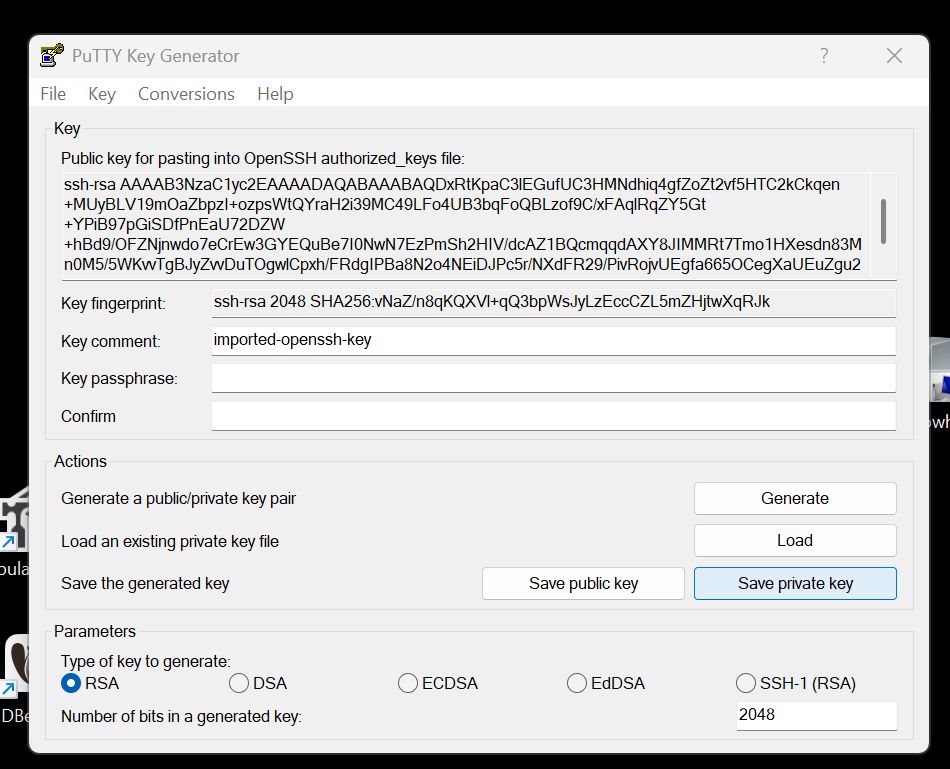 PuTTY Key Generator
?
File Key Conversions Help
Key
Public key for pasting into OpenSSH authorized_keys file:
ssh-rsa AAAAB3NzaC1yc2EAAAADAQABAAABAQDxRtKpaC3lEGufUC3HMNdhiq4gfZoZt2vf5HTC2kCkqen
+MUyBLV19mOaZbpzI+ozpsWtQYraH2i39MC49LFo4UB3bqFoQBLzof9C/xFAqlRqZY5Gt
+YPiB97pGiSDfPnEaU72DZW
+hBd9/OFZNjnwdo7eCrEw3GYEQuBe7I0NwN7EzPmSh2HIV/dcAZ1BQcmqqdAXY8JIMMRt7Tmo1HXesdn83M
n0M5/5WKvvTgBJyZvvDuTOgwlCpxh/FRdgIPBa8N2o4NEiDJPc5r/NXdFR29/PivRojvUEgfa665OCegXaUEuZgu2
Key fingerprint: ssh-rsa 2048 SHA256:vNaZ/n8qKQXVl+qQ3bpWsJyLzEccCZL5mZHjtwXqRJk
Key comment: imported-openssh-key
Key passphrase:
Confirm
Actions
Generate a public/private key pair Generate
Load an existing private key file Load
Save the generated key Save public key Save private key
Parameters
Type of key to generate:
RSA DSA ECDSA EdDSA SSH-1 (RSA)
Number of bits in a generated key: 2048